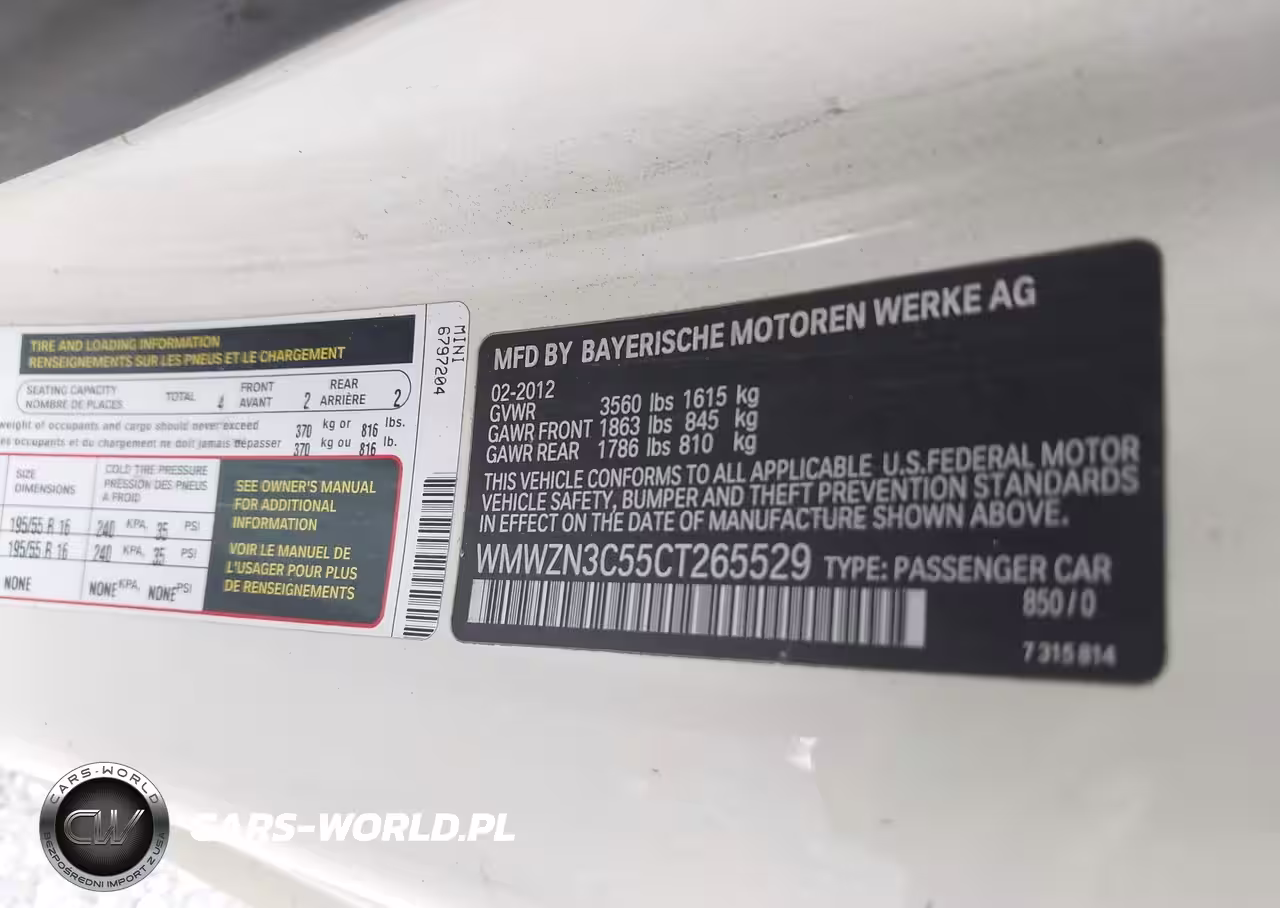 TIRE AND LOADING INFORMATION
RENSEIGNEMENTS SUR LES PNEUS ET LE CHARGEMENT
SEATING CAPACITY
NOMBRE DE PLACES
TOTAL 4
FRONT
AVANT 2
REAR
ARRIÈRE 2
weight of occupants and cargo should never exceed 370 kg or 816 lbs.
es occupants et du chargement ne doit jamais dépasser 370 kg ou 816 lb.
SIZE
DIMENSIONS
COLD TIRE PRESSURE
PRESSION DES PNEUS
A FROID
195/55 R 16 240 KPA, 35 PSI
195/55 R 16 240 KPA, 35 PSI
NONE NONE KPA, NONE PSI
SEE OWNER'S MANUAL
FOR ADDITIONAL
INFORMATION
VOIR LE MANUEL DE
L'USAGER POUR PLUS
DE RENSEIGNEMENTS
MINI
6797204
MFD BY BAYERISCHE MOTOREN WERKE AG
02-2012
GVWR 3560 lbs 1615 kg
GAWR FRONT 1863 lbs 845 kg
GAWR REAR 1786 lbs 810 kg
THIS VEHICLE CONFORMS TO ALL APPLICABLE U.S.FEDERAL MOTOR
VEHICLE SAFETY, BUMPER AND THEFT PREVENTION STANDARDS
IN EFFECT ON THE DATE OF MANUFACTURE SHOWN ABOVE.
WMWZN3C55CT265529 TYPE: PASSENGER CAR
850/0
7 315 814
CARS-WORLD
CW
BEZPOŚREDNI IMPORT Z USA
CARS-WORLD.PL